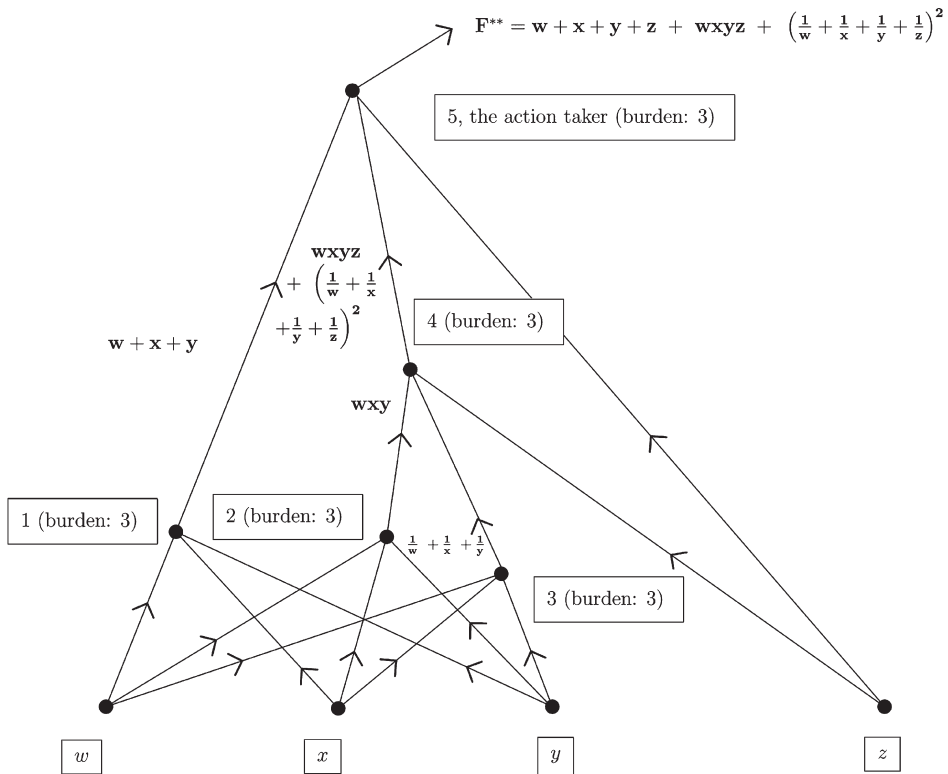 F** = w + x + y + z + wxyz + (1/w + 1/x + 1/y + 1/z)²
5, the action taker (burden: 3)
wxyz
+ (1/w + 1/x
+ 1/y + 1/z)²
4 (burden: 3)
w + x + y
wxy
1 (burden: 3)
2 (burden: 3)
1/w + 1/x + 1/y
3 (burden: 3)
w
x
y
z